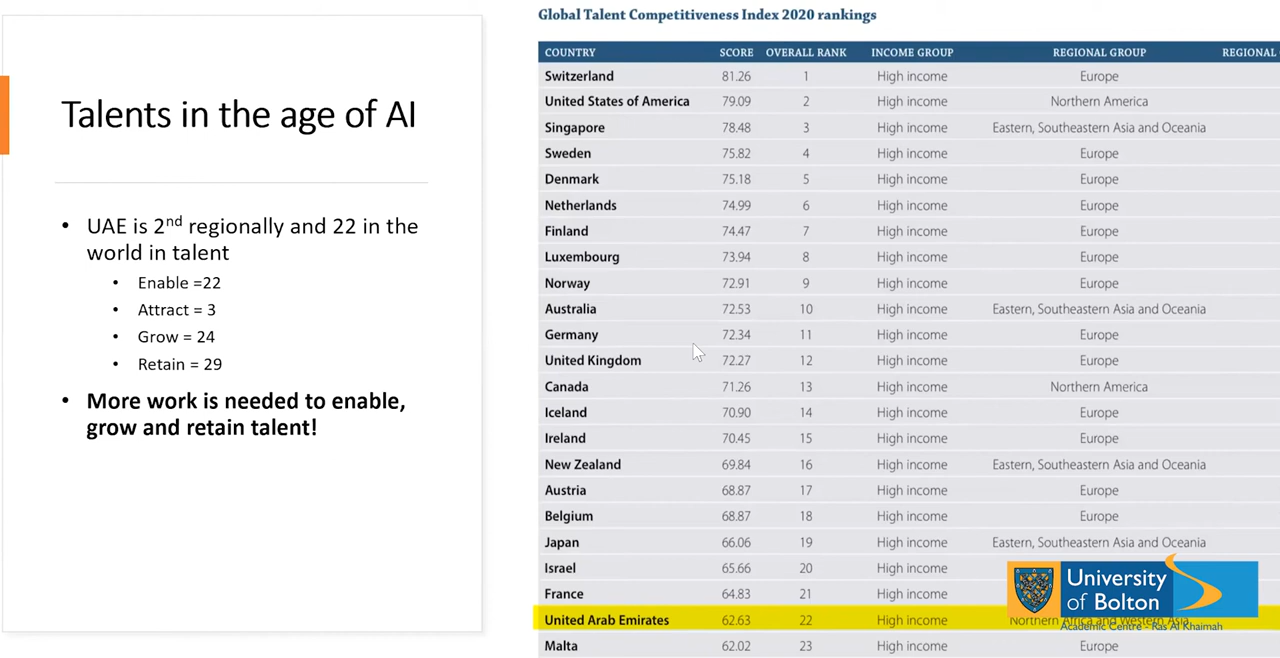 Talents in the age of AI
• UAE is 2nd regionally and 22 in the
world in talent
• Enable =22
• Attract = 3
• Grow = 24
• Retain = 29
• More work is needed to enable,
grow and retain talent!
Global Talent Competitiveness Index 2020 rankings
COUNTRY SCORE OVERALL RANK INCOME GROUP REGIONAL GROUP REGIONAL
Switzerland 81.26 1 High income Europe
United States of America 79.09 2 High income Northern America
Singapore 78.48 3 High income Eastern, Southeastern Asia and Oceania
Sweden 75.82 4 High income Europe
Denmark 75.18 5 High income Europe
Netherlands 74.99 6 High income Europe
Finland 74.47 7 High income Europe
Luxembourg 73.94 8 High income Europe
Norway 72.91 9 High income Europe
Australia 72.53 10 High income Eastern, Southeastern Asia and Oceania
Germany 72.34 11 High income Europe
United Kingdom 72.27 12 High income Europe
Canada 71.26 13 High income Northern America
Iceland 70.90 14 High income Europe
Ireland 70.45 15 High income Europe
New Zealand 69.84 16 High income Eastern, Southeastern Asia and Oceania
Austria 68.87 17 High income Europe
Belgium 68.87 18 High income Europe
Japan 66.06 19 High income Eastern, Southeastern Asia and Oceania
Israel 65.66 20 High income
France 64.83 21 High income
United Arab Emirates 62.63 22 High income Northern Africa and Western Asia
Malta 62.02 23 High income Europe
University
of Bolton
Academic Centre - Ras Al Khaimah